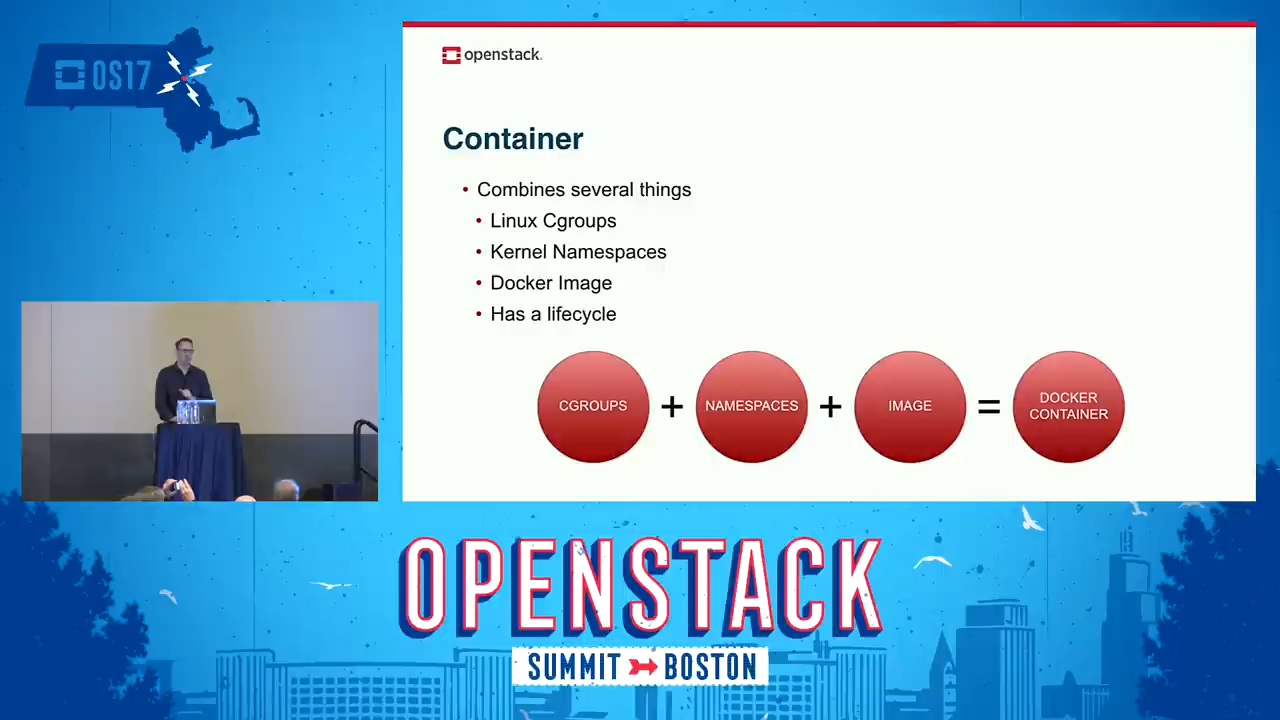 OS17
openstack.
Container
• Combines several things
• Linux Cgroups
• Kernel Namespaces
• Docker Image
• Has a lifecycle
CGROUPS + NAMESPACES + IMAGE = DOCKER CONTAINER
OPENSTACK
SUMMIT BOSTON